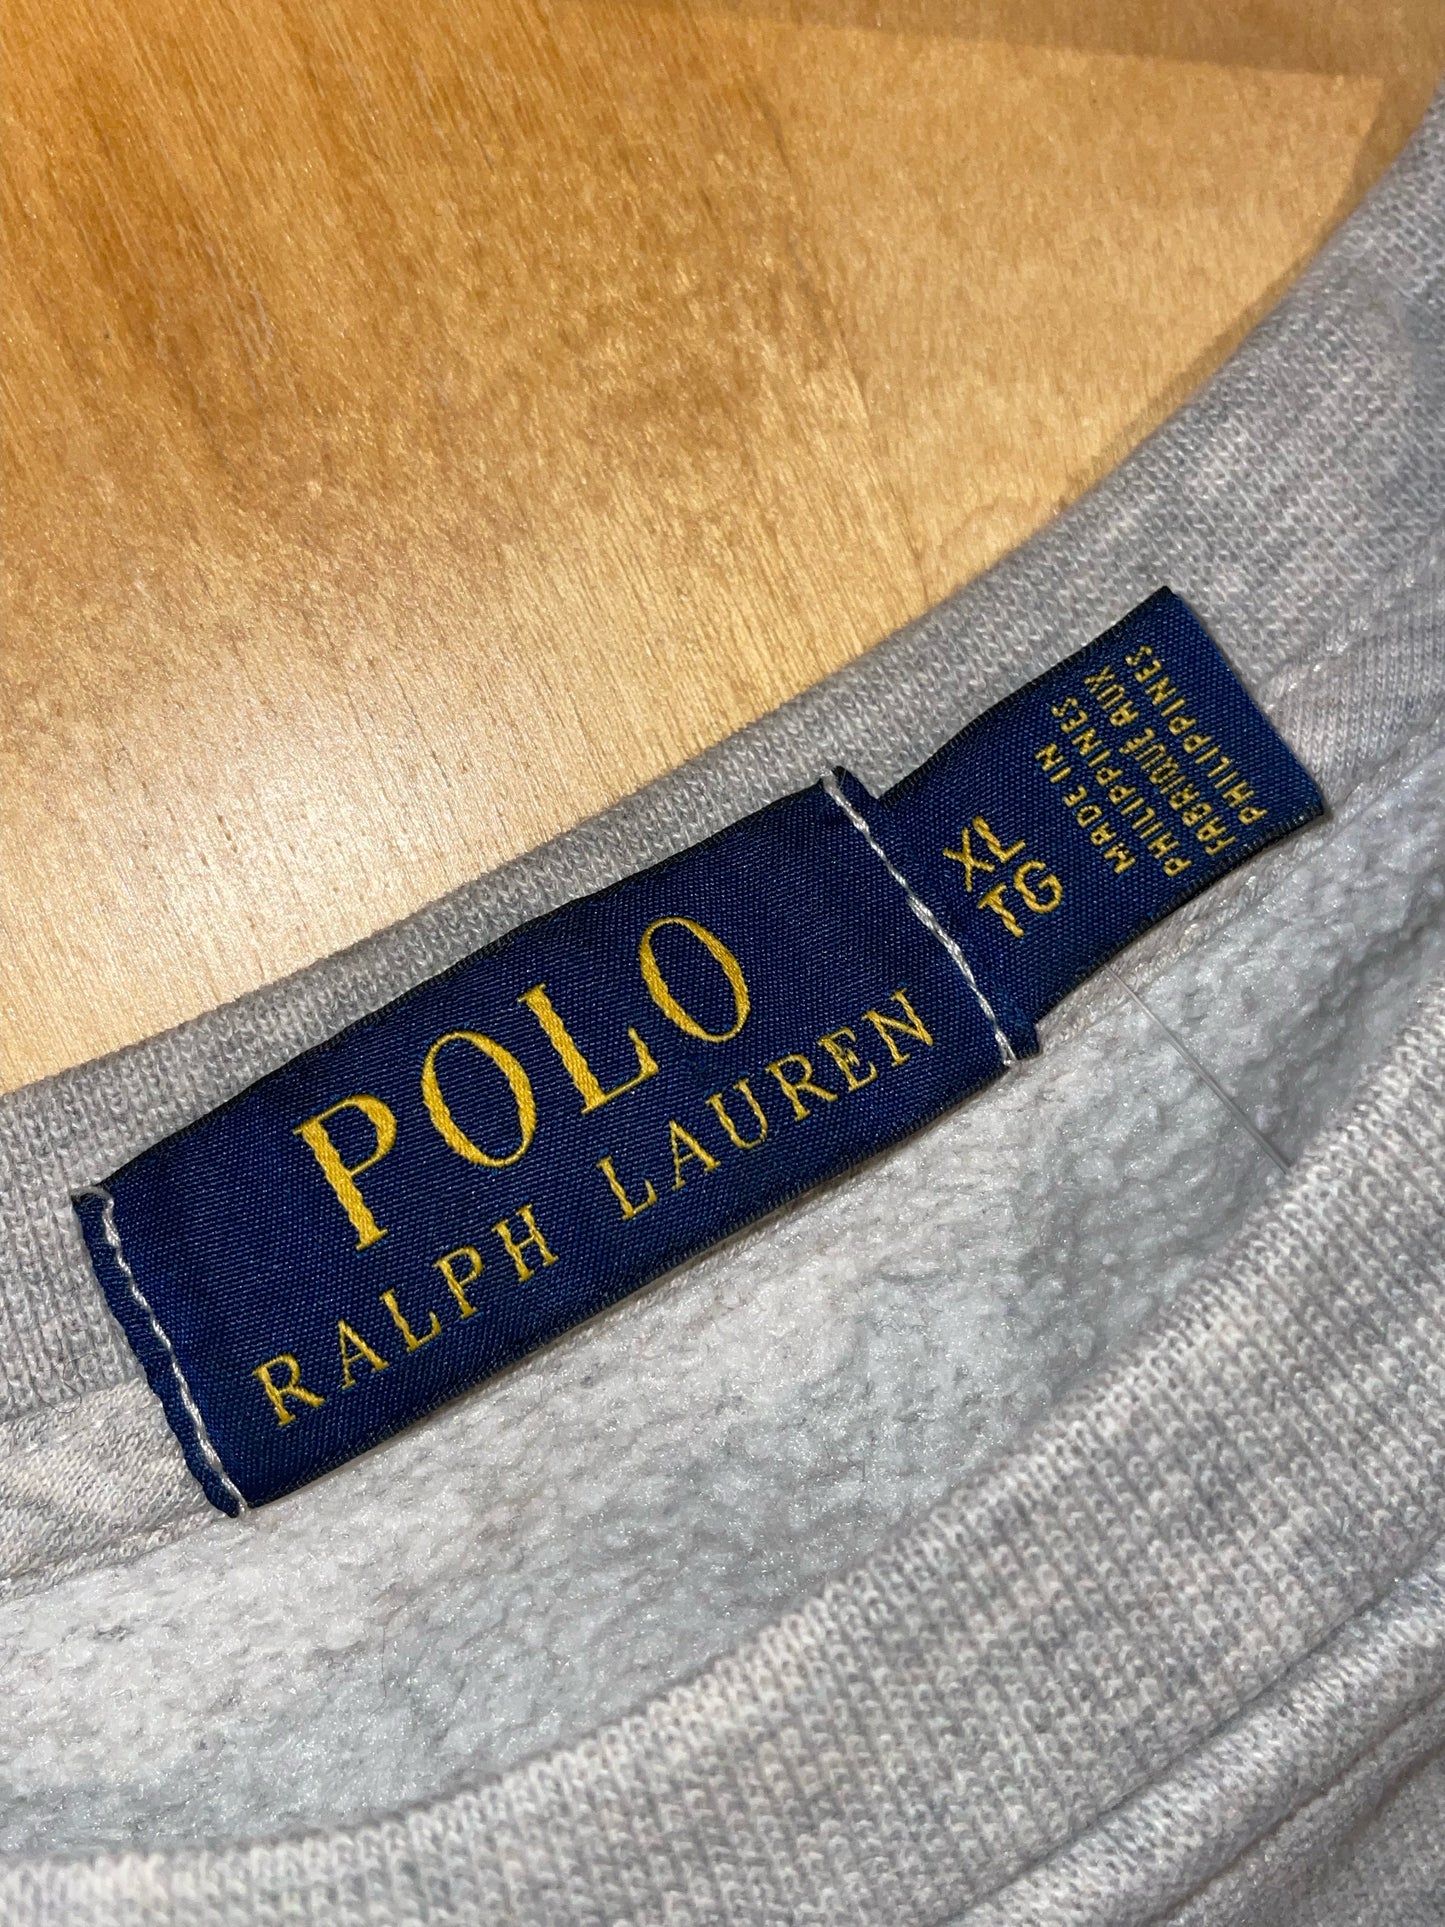 POLO
RALPH LAUREN
XL
TG
MADE IN
PHILIPPINES
FABRIQUÉ AUX
PHILIPPINES